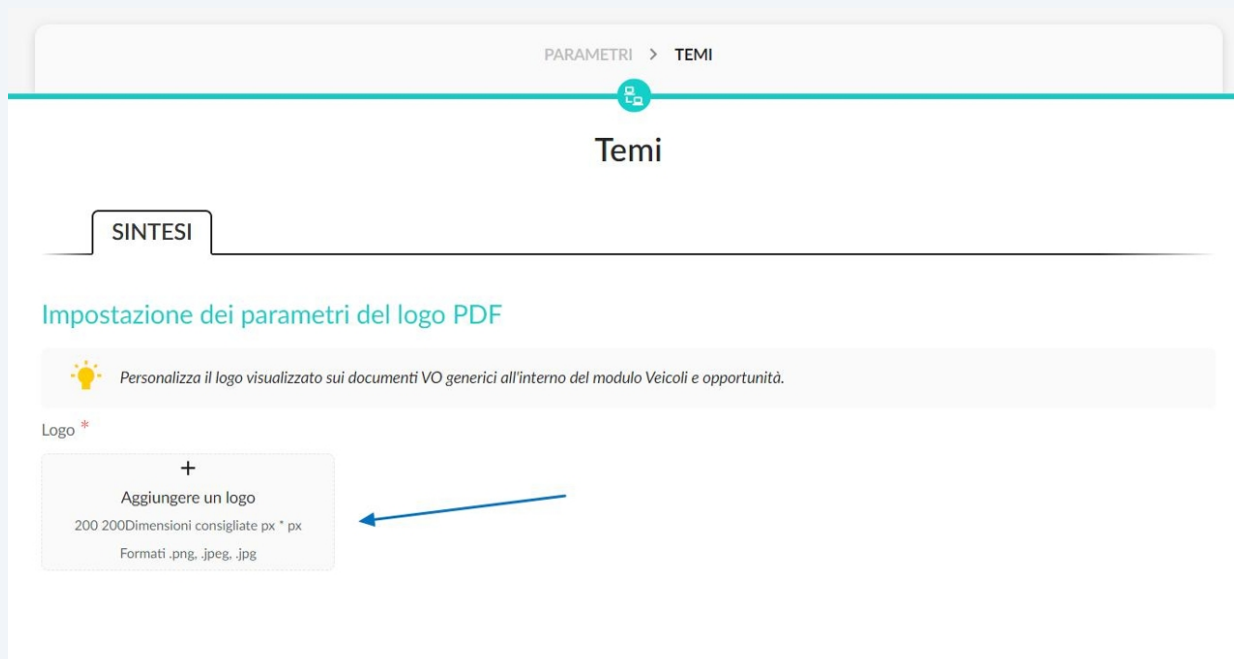 PARAMETRI > TEMI
Temi
SINTESI
Impostazione dei parametri del logo PDF
Personalizza il logo visualizzato sui documenti VO generici all'interno del modulo Veicoli e opportunità.
Logo *
+
Aggiungere un logo
200 200Dimensioni consigliate px * px
Formati .png, .jpeg, .jpg